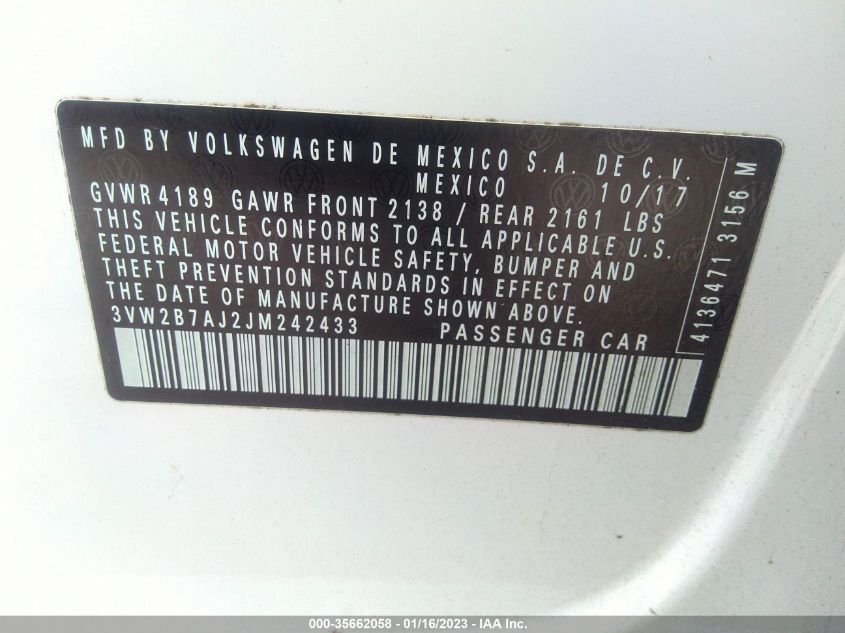 MFD BY VOLKSWAGEN DE MEXICO S.A. DE C.V.
MEXICO 10/17
GVWR 4189 GAWR FRONT 2138 / REAR 2161 LBS
THIS VEHICLE CONFORMS TO ALL APPLICABLE U.S.
FEDERAL MOTOR VEHICLE SAFETY, BUMPER AND
THEFT PREVENTION STANDARDS IN EFFECT ON
THE DATE OF MANUFACTURE SHOWN ABOVE.
3VW2B7AJ2JM242433 PASSENGER CAR
4136471 3156 M
000-35662058 - 01/16/2023 - IAA Inc.